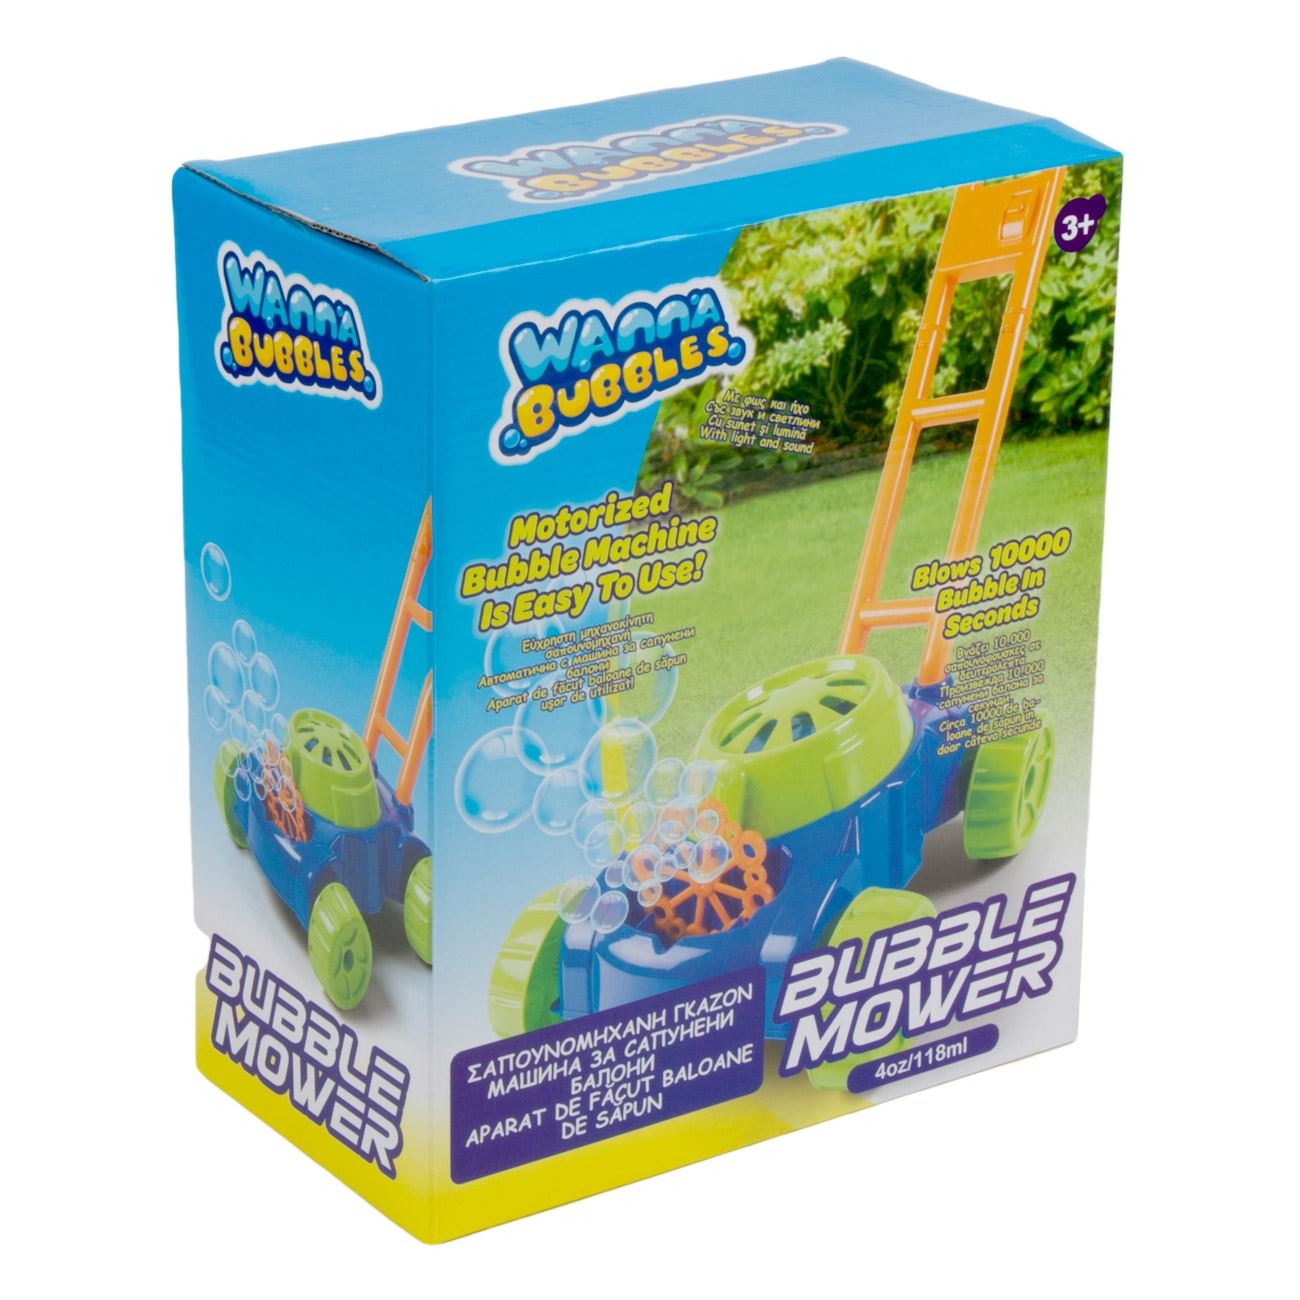 WANNA
BUBBLES
WANNA
BUBBLES
BUBBLE
MOWER
WANNA
BUBBLES
3+
Με φως και ήχο
Със звук и светлини
Cu sunet și lumină
With light and sound
Motorized
Bubble Machine
Is Easy To Use!
Εύχρηστη μηχανοκίνητη
σαπουνομηχανή
Автоматична с машина за сапунени
балони
Aparat de făcut baloane de săpun
ușor de utilizat!
Blows 10000
Bubble In
Seconds
Βγάζει 10.000
σαπουνόφουσκες σε
δευτερόλεπτα
Произвежда 10 000
сапунени балона за
секунди.
Circa 10000 de ba-
loane de săpun în
doar câteva secunde
ΣΑΠΟΥΝΟΜΗΧΑΝΗ ΓΚΑΖΟΝ
МАШИНА ЗА САПУНЕНИ
БАЛОНИ
APARAT DE FĂCUT BALOANE
DE SĂPUN
BUBBLE
MOWER
4oz/118ml